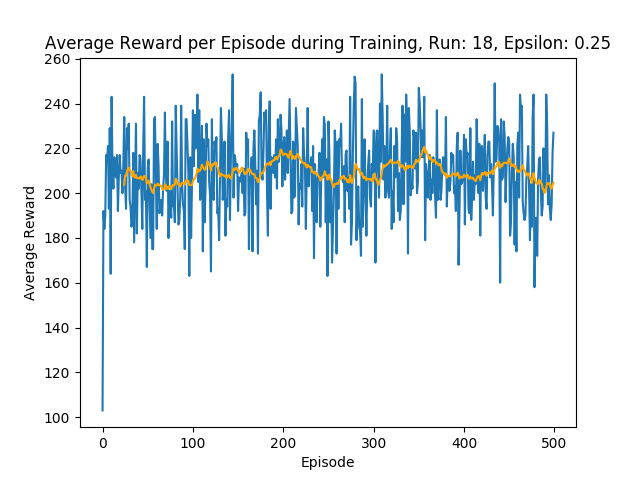 Average Reward per Episode during Training, Run: 18, Epsilon: 0.25
260
240
220
200
180
160
140
120
100
Average Reward
0 100 200 300 400 500
Episode